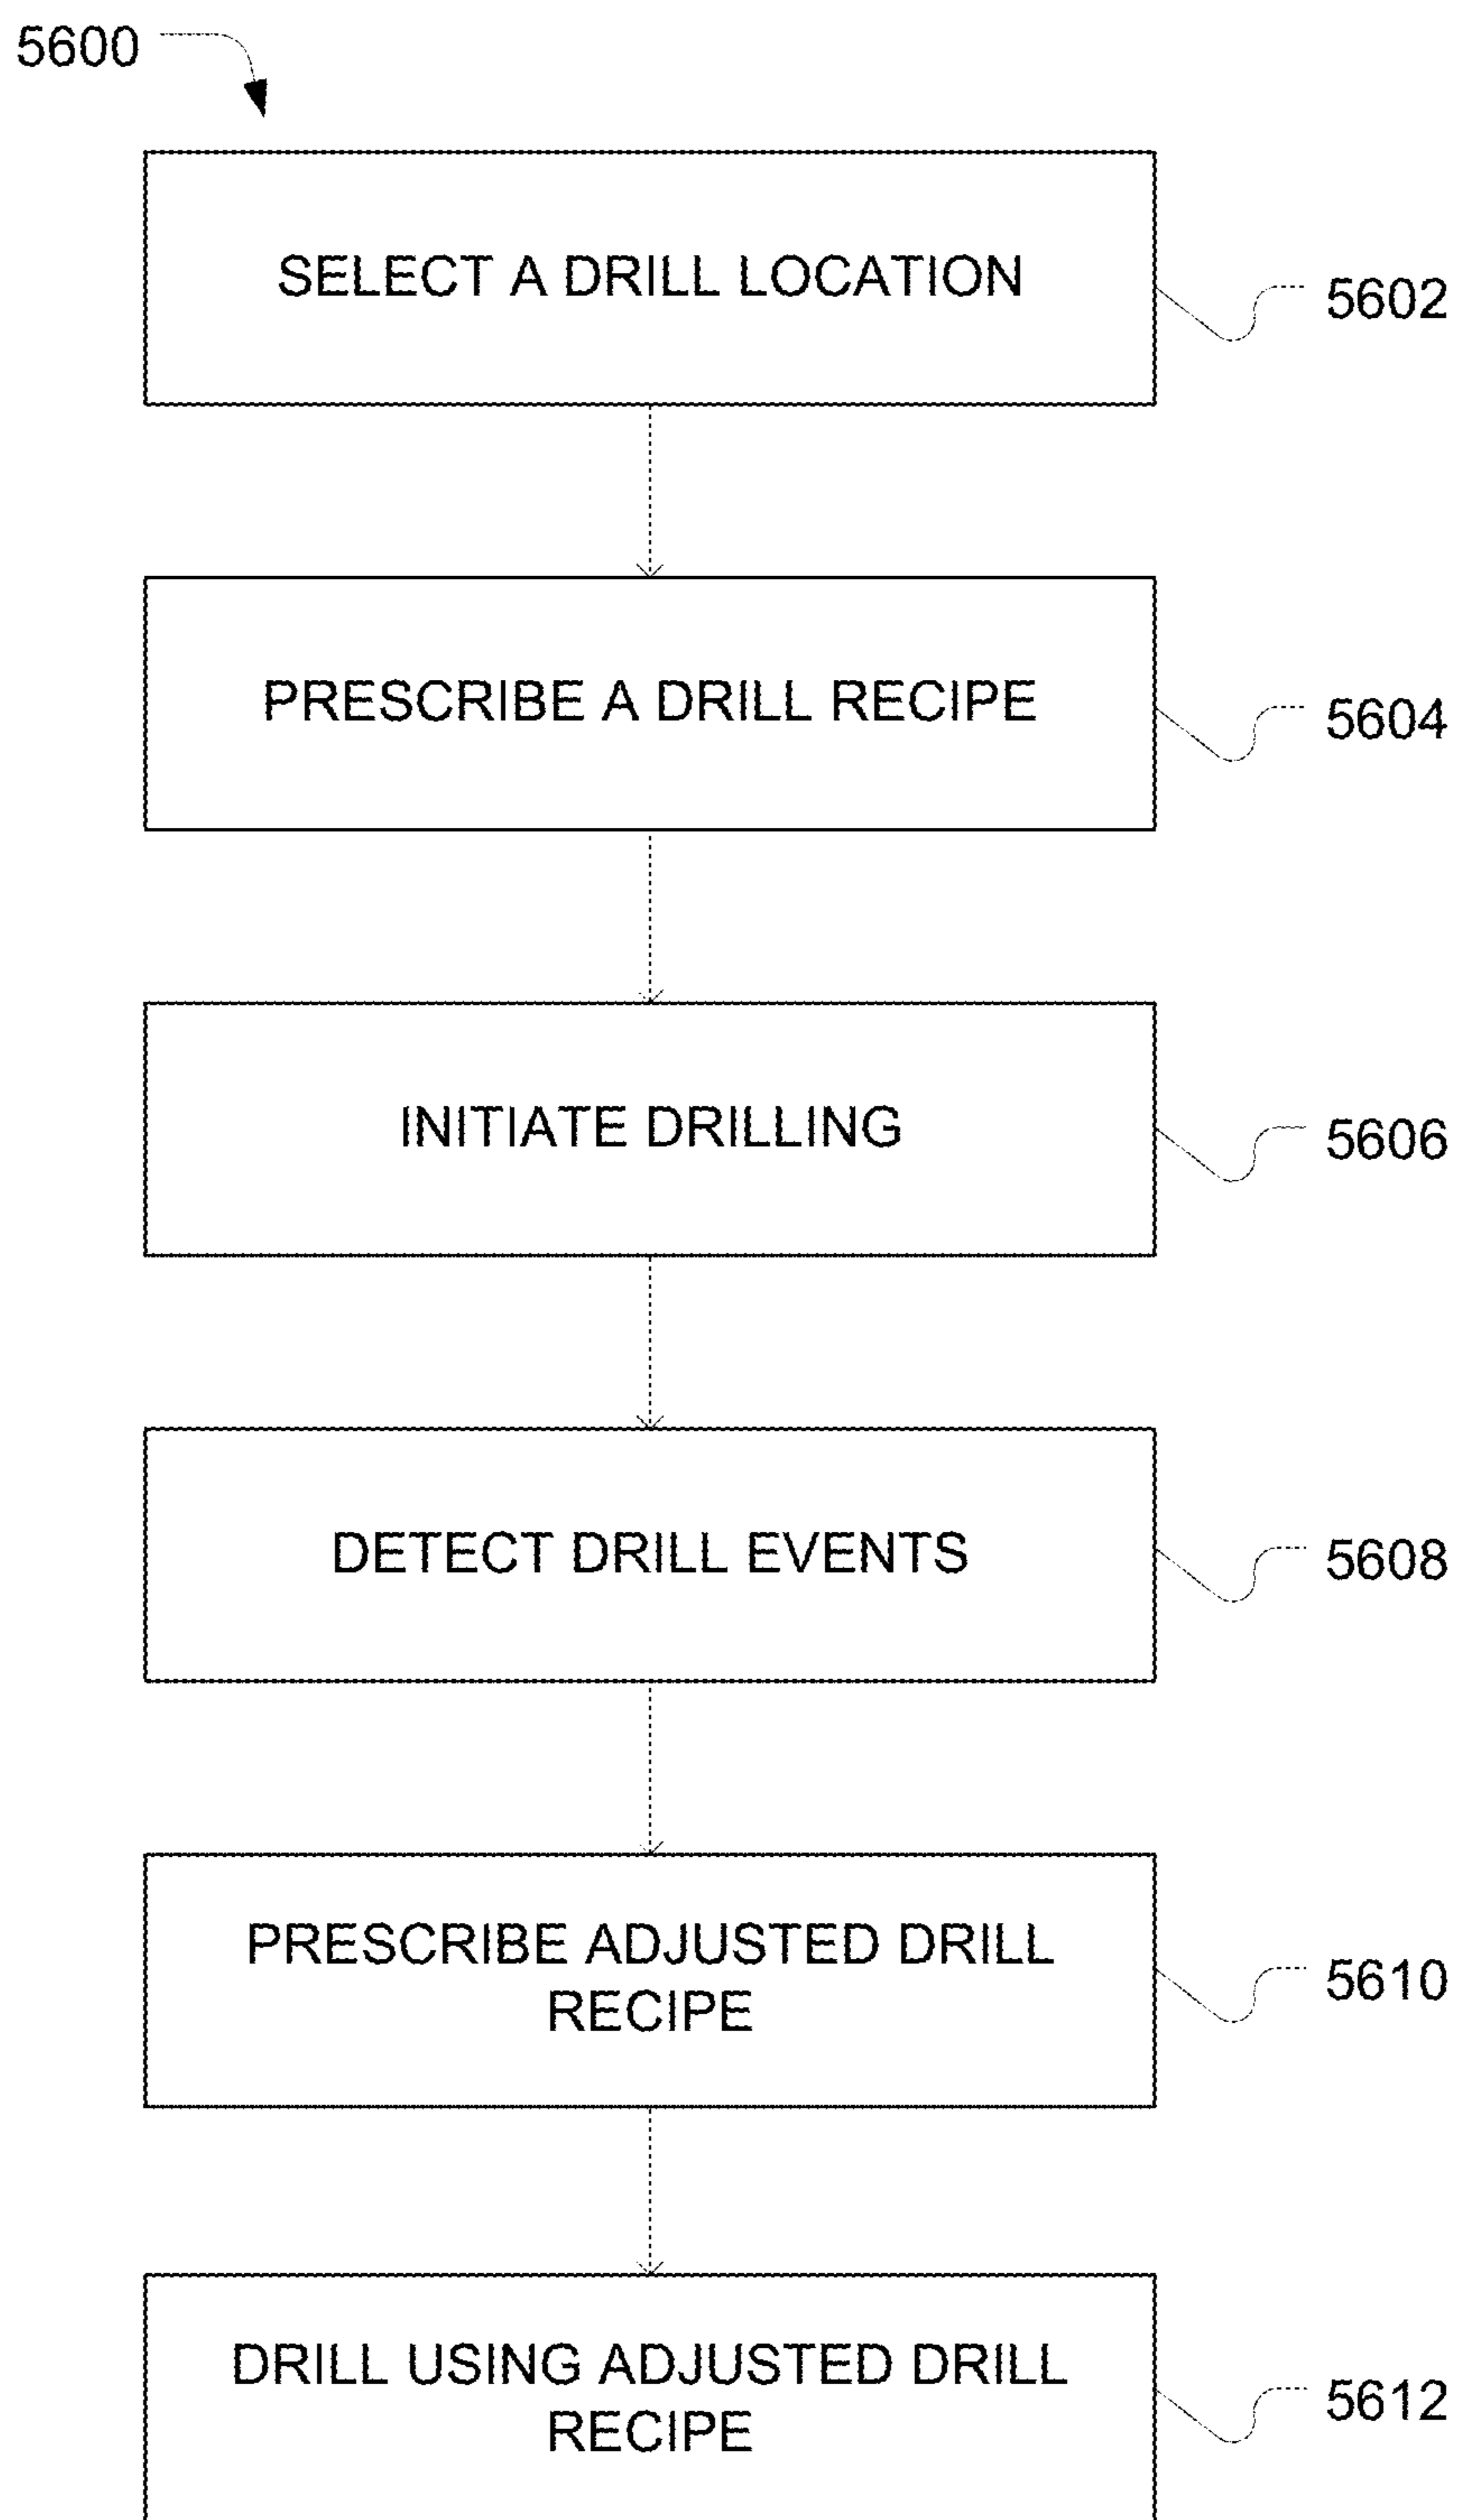 5600
SELECT A DRILL LOCATION
5602
PRESCRIBE A DRILL RECIPE
5604
INITIATE DRILLING
5606
DETECT DRILL EVENTS
5608
PRESCRIBE ADJUSTED DRILL
RECIPE
5610
DRILL USING ADJUSTED DRILL
RECIPE
5612